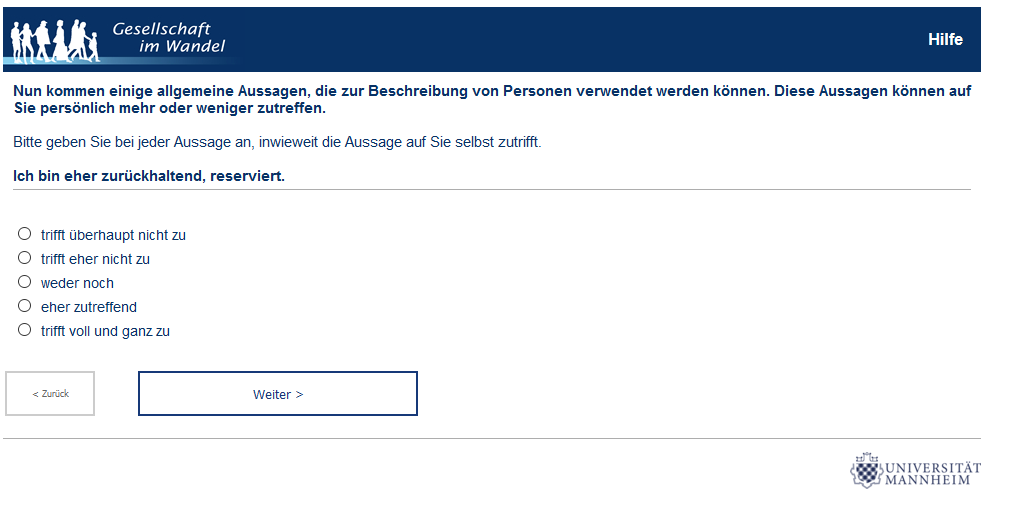 Gesellschaft
im Wandel
Hilfe
Nun kommen einige allgemeine Aussagen, die zur Beschreibung von Personen verwendet werden können. Diese Aussagen können auf
Sie persönlich mehr oder weniger zutreffen.
Bitte geben Sie bei jeder Aussage an, inwieweit die Aussage auf Sie selbst zutrifft.
Ich bin eher zurückhaltend, reserviert.
trifft überhaupt nicht zu
trifft eher nicht zu
weder noch
eher zutreffend
trifft voll und ganz zu
< Zurück
Weiter >
UNIVERSITÄT
MANNHEIM